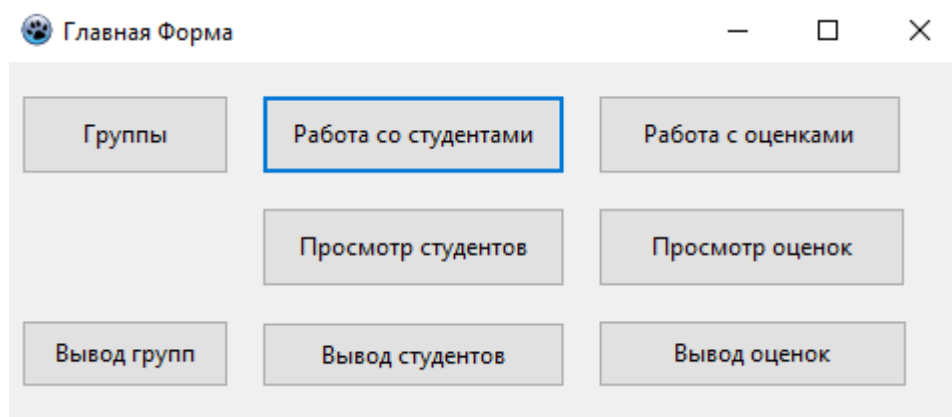 Главная Форма
Группы
Работа со студентами
Работа с оценками
Просмотр студентов
Просмотр оценок
Вывод групп
Вывод студентов
Вывод оценок